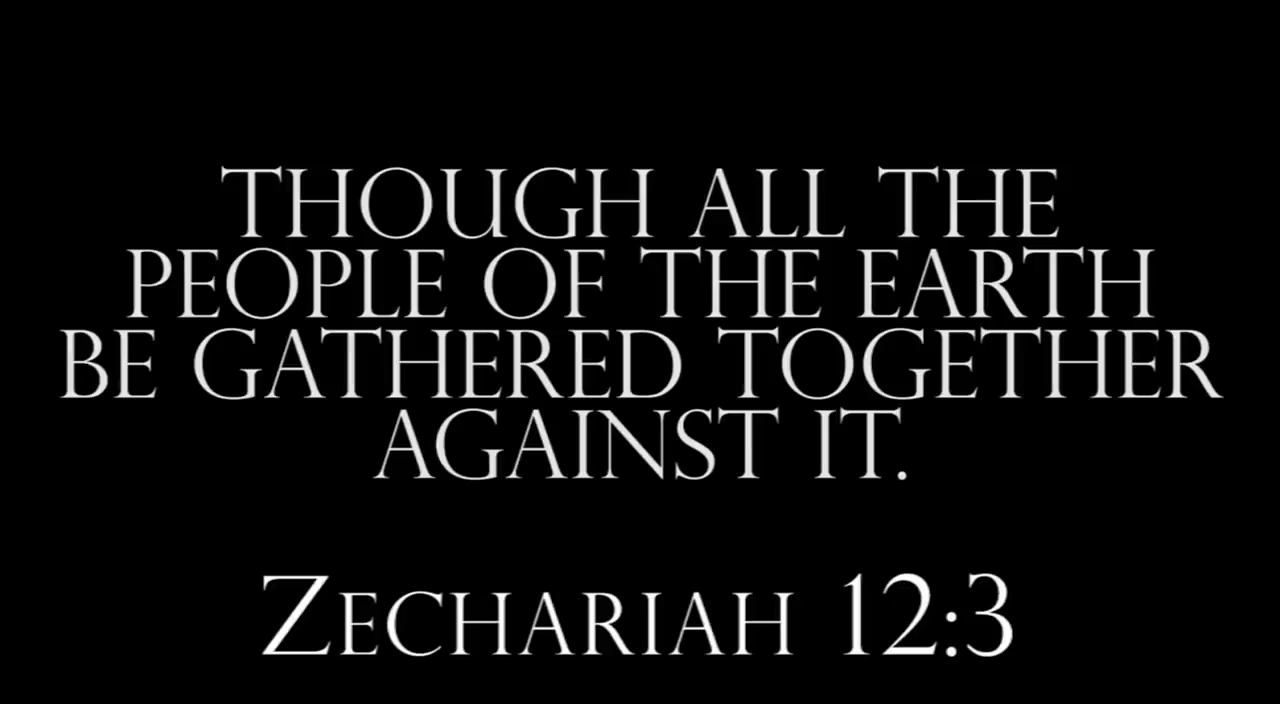 THOUGH ALL THE
PEOPLE OF THE EARTH
BE GATHERED TOGETHER
AGAINST IT.
ZECHARIAH 12:3